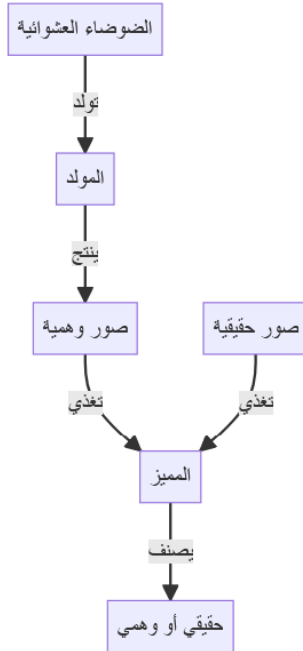 الضوضاء العشوائية
تولد
المولد
ينتج
صور وهمية
صور حقيقية
تغذي
تغذي
المميز
يصنف
حقيقي أو وهمي